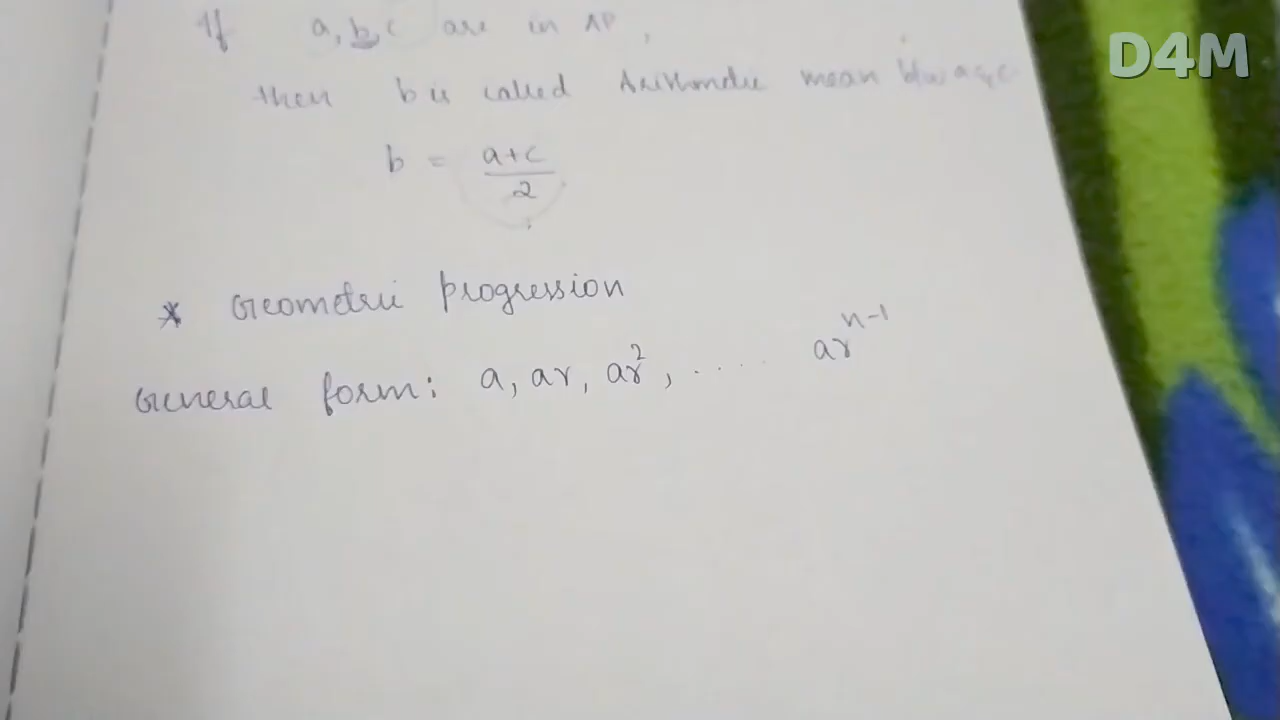 If a, b, c are in AP,
D4M
then b is called Arithmetic mean b/w a & c
b = a+c/2
* Geometric progression
General form: a, ar, ar², ..... arⁿ⁻¹